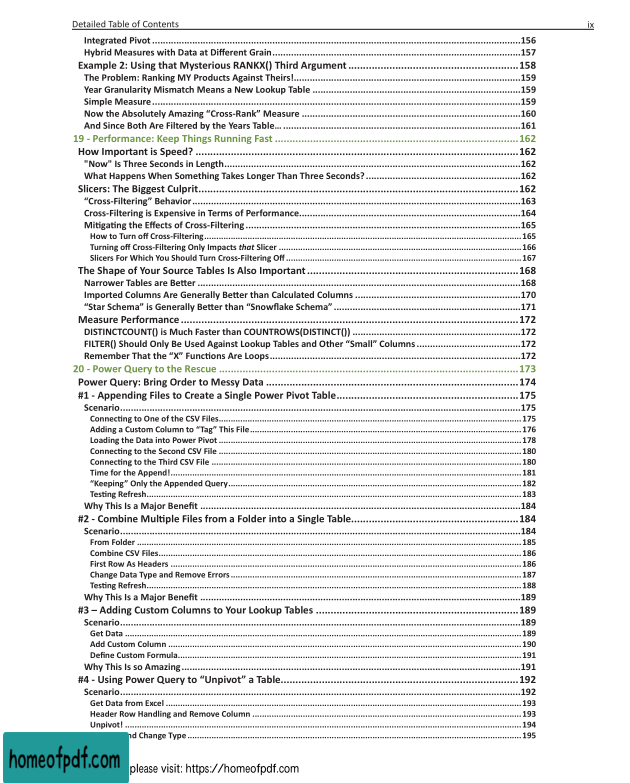 Detailed Table of Contents ix
Integrated Pivot 156
Hybrid Measures with Data at Different Grain 157
Example 2: Using that Mysterious RANKX() Third Argument 158
The Problem: Ranking MY Products Against Theirs! 159
Year Granularity Mismatch Means a New Lookup Table 159
Simple Measure 159
Now the Absolutely Amazing “Cross-Rank” Measure 160
And Since Both Are Filtered by the Years Table… 161
19 - Performance: Keep Things Running Fast 162
How Important is Speed? 162
"Now" Is Three Seconds in Length 162
What Happens When Something Takes Longer Than Three Seconds? 162
Slicers: The Biggest Culprit 162
“Cross-Filtering” Behavior 163
Cross-Filtering is Expensive in Terms of Performance 164
Mitigating the Effects of Cross-Filtering 165
How to Turn off Cross-Filtering 165
Turning off Cross-Filtering Only Impacts that Slicer 166
Slicers For Which You Should Turn Cross-Filtering Off 167
The Shape of Your Source Tables Is Also Important 168
Narrower Tables are Better 168
Imported Columns Are Generally Better than Calculated Columns 170
“Star Schema” is Generally Better than “Snowflake Schema” 171
Measure Performance 172
DISTINCTCOUNT() is Much Faster than COUNTROWS(DISTINCT()) 172
FILTER() Should Only Be Used Against Lookup Tables and Other “Small” Columns 172
Remember That the “X” Functions Are Loops 172
20 - Power Query to the Rescue 173
Power Query: Bring Order to Messy Data 174
#1 - Appending Files to Create a Single Power Pivot Table 175
Scenario 175
Connecting to One of the CSV Files 175
Adding a Custom Column to “Tag” This File 176
Loading the Data into Power Pivot 178
Connecting to the Second CSV File 180
Connecting to the Third CSV File 180
Time for the Append! 181
“Keeping” Only the Appended Query 182
Testing Refresh 183
Why This Is a Major Benefit 184
#2 - Combine Multiple Files from a Folder into a Single Table 184
Scenario 184
From Folder 185
Combine CSV Files 186
First Row As Headers 186
Change Data Type and Remove Errors 187
Testing Refresh 188
Why This Is a Major Benefit 189
#3 – Adding Custom Columns to Your Lookup Tables 189
Scenario 189
Get Data 189
Add Custom Column 190
Define Custom Formula 191
Why This Is so Amazing 191
#4 - Using Power Query to “Unpivot” a Table 192
Scenario 192
Get Data from Excel 193
Header Row Handling and Remove Column 193
Unpivot! 194
nd Change Type 195
homeofpdf.com
please visit: https://homeofpdf.com